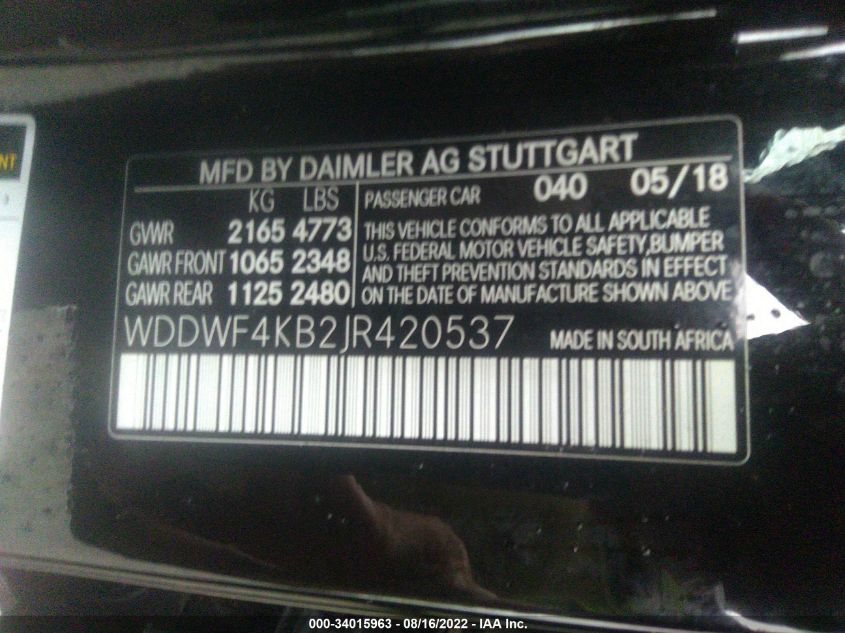 NT
MFD BY DAIMLER AG STUTTGART
KG LBS
GVWR 2165 4773
GAWR FRONT 1065 2348
GAWR REAR 1125 2480
PASSENGER CAR 040 05/18
THIS VEHICLE CONFORMS TO ALL APPLICABLE
U.S. FEDERAL MOTOR VEHICLE SAFETY,BUMPER
AND THEFT PREVENTION STANDARDS IN EFFECT
ON THE DATE OF MANUFACTURE SHOWN ABOVE
WDDWF4KB2JR420537 MADE IN SOUTH AFRICA
000-34015963 - 08/16/2022 - IAA Inc.